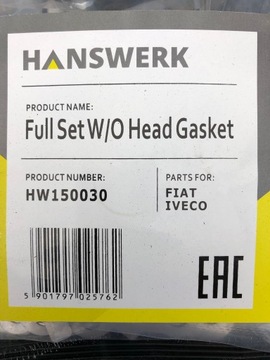 HANSWERK
PRODUCT NAME:
Full Set W/O Head Gasket
PRODUCT NUMBER:
HW150030
PARTS FOR:
FIAT
IVECO
5 901797 025762
EAC